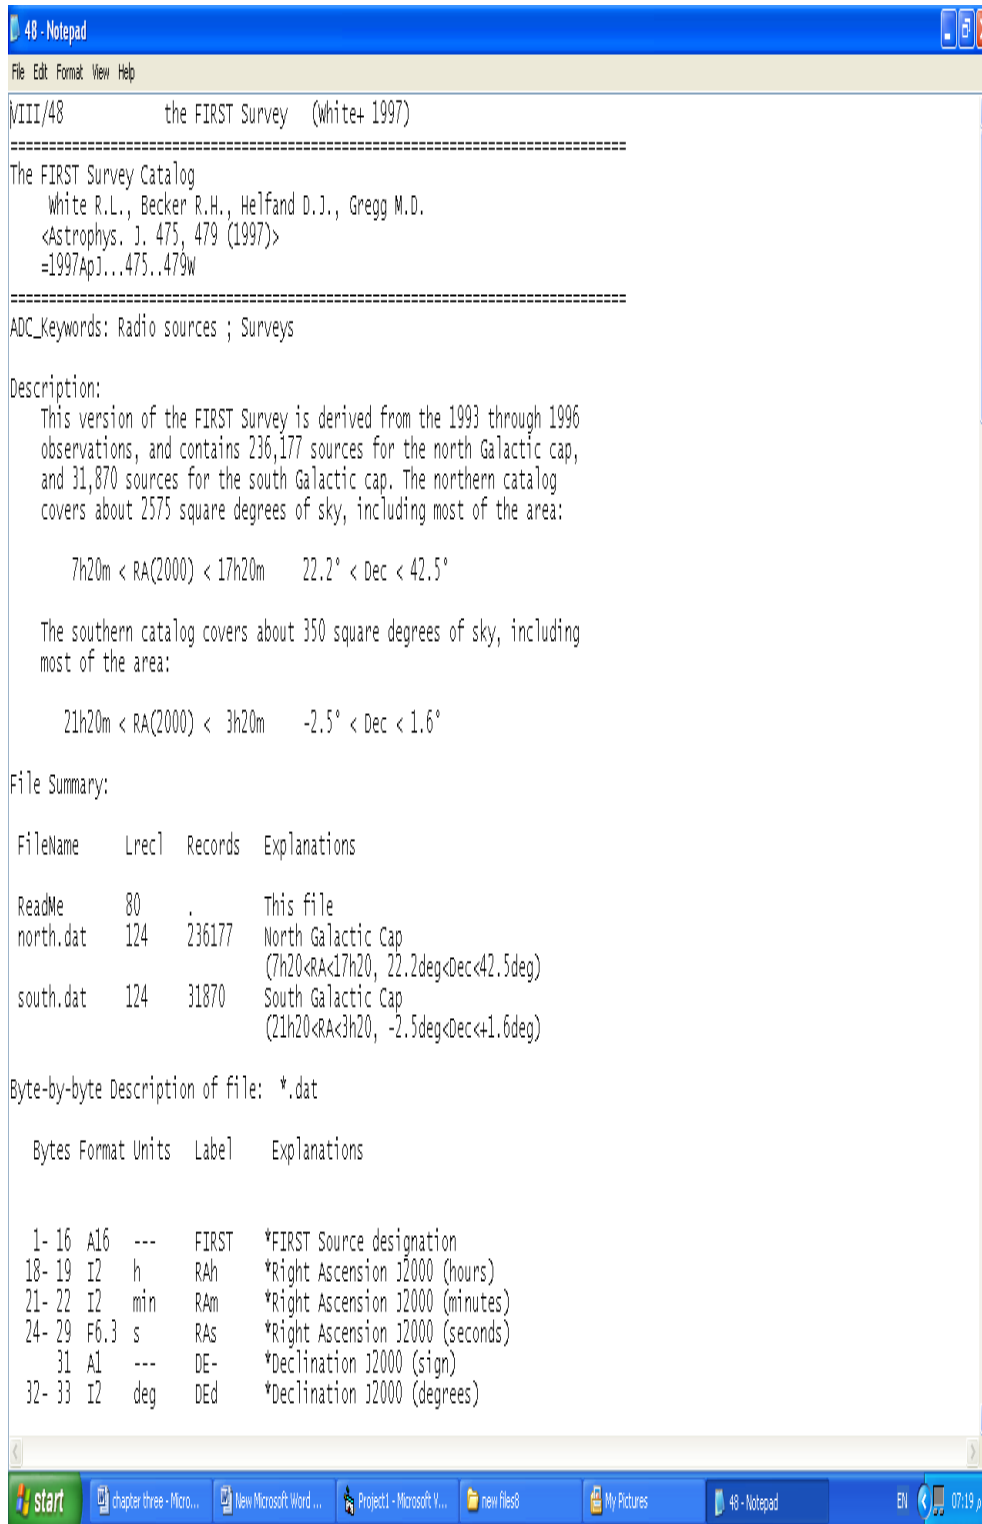 48 - Notepad
File Edit Format View Help
VIII/48 the FIRST Survey (White+ 1997)
================================================================================
The FIRST Survey Catalog
White R.L., Becker R.H., Helfand D.J., Gregg M.D.
<Astrophys. J. 475, 479 (1997)>
=1997ApJ...475..479W
================================================================================
ADC_Keywords: Radio sources ; Surveys
Description:
This version of the FIRST Survey is derived from the 1993 through 1996
observations, and contains 236,177 sources for the north Galactic cap,
and 31,870 sources for the south Galactic cap. The northern catalog
covers about 2575 square degrees of sky, including most of the area:
7h20m < RA(2000) < 17h20m 22.2° < Dec < 42.5°
The southern catalog covers about 350 square degrees of sky, including
most of the area:
21h20m < RA(2000) < 3h20m -2.5° < Dec < 1.6°
File Summary:
FileName Lrecl Records Explanations
ReadMe 80 . This file
north.dat 124 236177 North Galactic Cap
(7h20<RA<17h20, 22.2deg<Dec<42.5deg)
south.dat 124 31870 South Galactic Cap
(21h20<RA<3h20, -2.5deg<Dec<+1.6deg)
Byte-by-byte Description of file: *.dat
Bytes Format Units Label Explanations
1- 16 A16 --- FIRST *FIRST Source designation
18- 19 I2 h RAh *Right Ascension J2000 (hours)
21- 22 I2 min RAm *Right Ascension J2000 (minutes)
24- 29 F6.3 s RAs *Right Ascension J2000 (seconds)
31 A1 --- DE- *Declination J2000 (sign)
32- 33 I2 deg DEd *Declination J2000 (degrees)
start chapter three - Micro... New Microsoft Word ... Project1 - Microsoft V... new files8 My Pictures 48 - Notepad EN 07:19